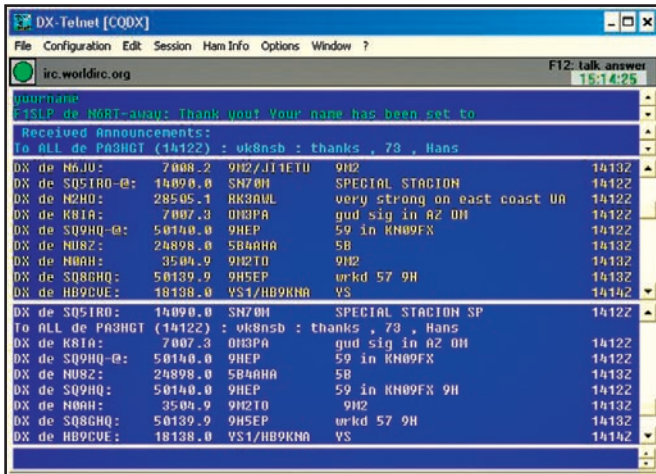 DX-Telnet [CQDX]
File Configuration Edit Session Ham Info Options Window ?
irc.worldirc.org F12: talk answer
15:14:25
yourname
F1SLP de N6RT-away: Thank you! Your name has been set to
Received Announcements:
To ALL de PA3HGT (1412Z) : vk8nsb : thanks , 73 , Hans
DX de N6JV: 7008.2 9M2/JI1ETU 9M2 1413Z
DX de SQ5IRO-@: 14090.0 SN70M SPECIAL STACION 1412Z
DX de N2HO: 28505.1 RK3AWL very strong on east coast UA 1412Z
DX de K8IA: 7007.3 OM3PA gud sig in AZ OM 1412Z
DX de SQ9HQ-@: 50140.0 9HEP 59 in KN09FX 1412Z
DX de NU8Z: 24898.0 5B4AHA 5B 1413Z
DX de N0AH: 3504.9 9M2TO 9M2 1412Z
DX de SQ8GHQ: 50139.9 9H5EP wrkd 57 9H 1413Z
DX de HB9CVE: 18138.0 YS1/HB9KNA YS 1414Z
DX de SQ5IRO: 14090.0 SN70M SPECIAL STACION SP 1412Z
To ALL de PA3HGT (1412Z) : vk8nsb : thanks , 73 , Hans
DX de K8IA: 7007.3 OM3PA gud sig in AZ OM 1412Z
DX de SQ9HQ-@: 50140.0 9HEP 59 in KN09FX 1412Z
DX de NU8Z: 24898.0 5B4AHA 5B 1413Z
DX de SQ9HQ: 50140.0 9HEP 59 in KN09FX 9H 1412Z
DX de N0AH: 3504.9 9M2TO 9M2 1413Z
DX de SQ8GHQ: 50139.9 9H5EP wrkd 57 9H 1413Z
DX de HB9CVE: 18138.0 YS1/HB9KNA YS 1414Z